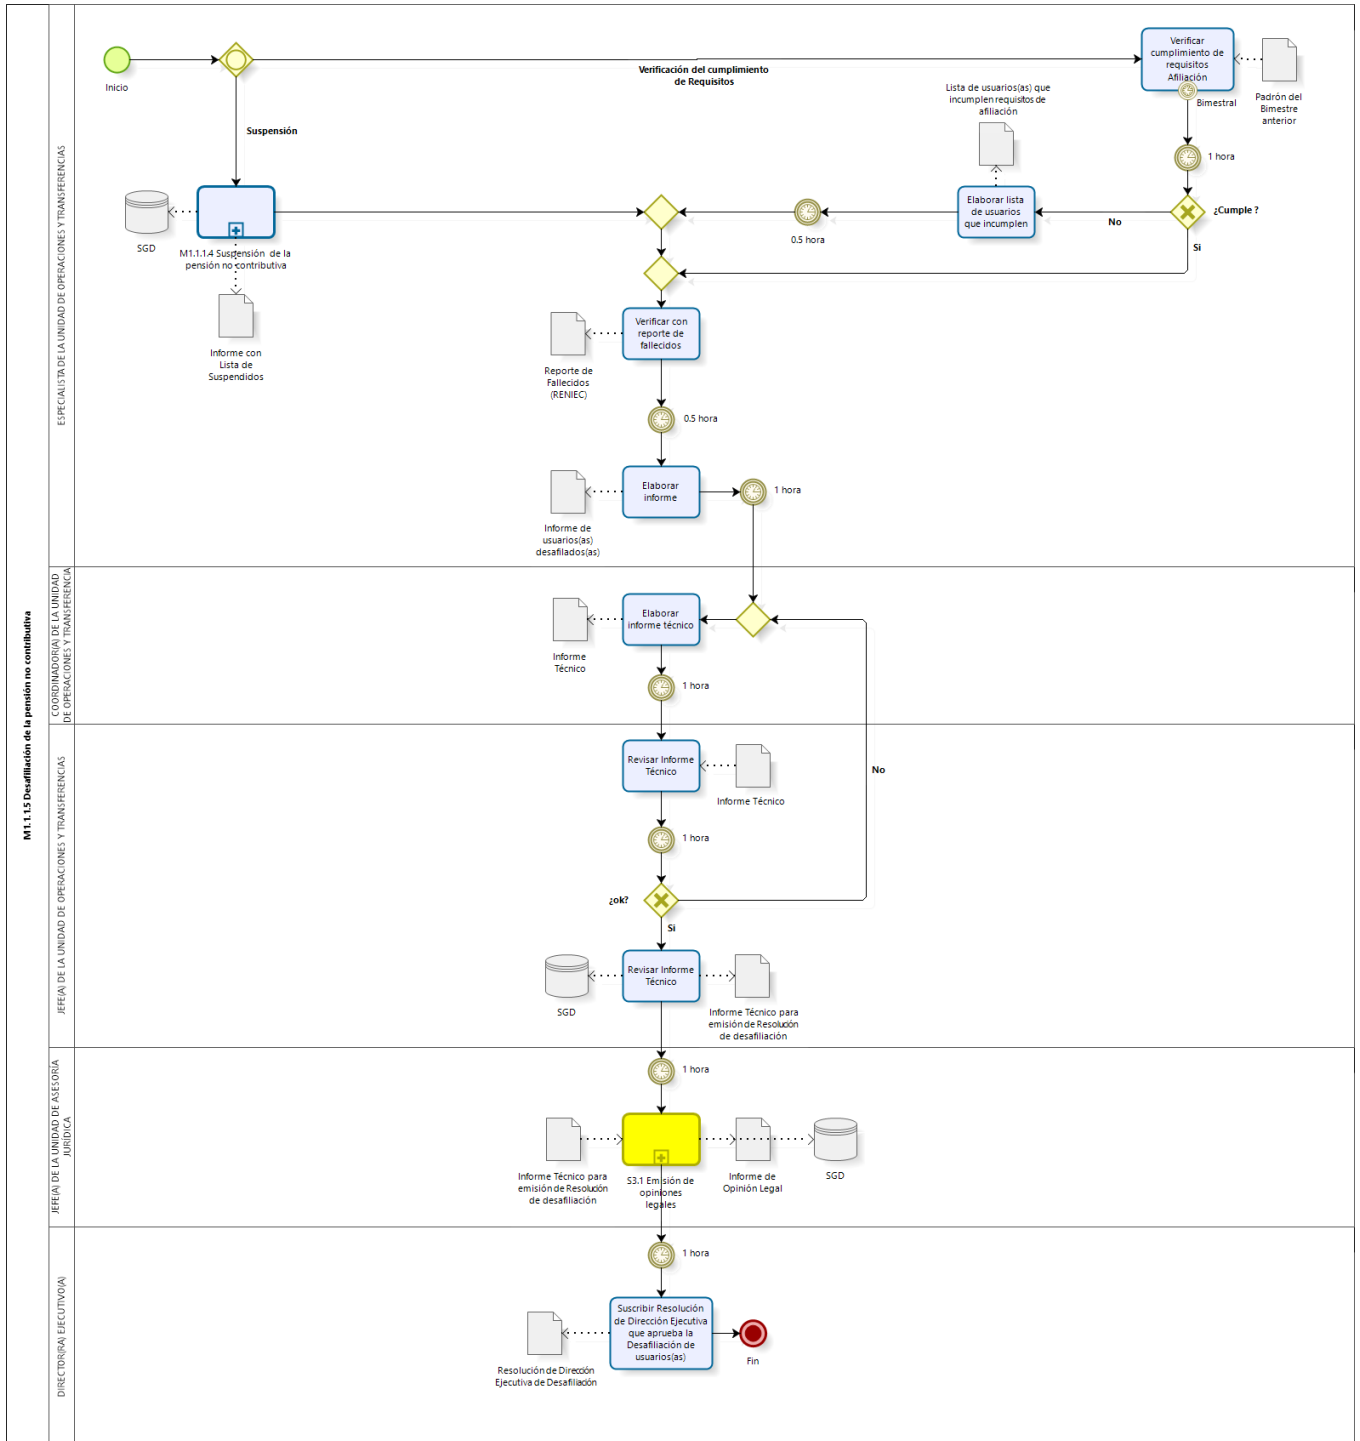 M1.1.1.5 Desafiliación de la pensión no contributiva
ESPECIALISTA DE LA UNIDAD DE OPERACIONES Y TRANSFERENCIAS
Inicio
Verificación del cumplimiento
de Requisitos
Verificar
cumplimiento de
requisitos
Afiliación
Bimestral
Padrón del
Bimestre
anterior
Suspensión
Lista de usuarios(as) que
incumplen requisitos de
afiliación
1 hora
SGD
M1.1.1.4 Suspensión de la
pensión no contributiva
0.5 hora
Elaborar lista
de usuarios
que incumplen
No
¿Cumple ?
Si
Informe con
Lista de
Suspendidos
Verificar con
reporte de
fallecidos
Reporte de
Fallecidos
(RENIEC)
0.5 hora
Elaborar
informe
1 hora
Informe de
usuarios(as)
desafilados(as)
COORDINADOR(A) DE LA UNIDAD
DE OPERACIONES Y TRANSFERENCIA
Elaborar
informe técnico
Informe
Técnico
1 hora
JEFE(A) DE LA UNIDAD DE OPERACIONES Y TRANSFERENCIAS
Revisar Informe
Técnico
Informe Técnico
No
1 hora
¿ok?
Si
Revisar Informe
Técnico
SGD
Informe Técnico para
emisión de Resolución
de desafiliación
JEFE(A) DE LA UNIDAD DE ASESORÍA
JURÍDICA
1 hora
Informe Técnico para
emisión de Resolución
de desafiliación
S3.1 Emisión de
opiniones
legales
Informe de
Opinión Legal
SGD
DIRECTOR(RA) EJECUTIVO(A)
1 hora
Suscribir Resolución
de Dirección Ejecutiva
que aprueba la
Desafiliación de
usuarios(as)
Fin
Resolución de Dirección
Ejecutiva de Desafiliación